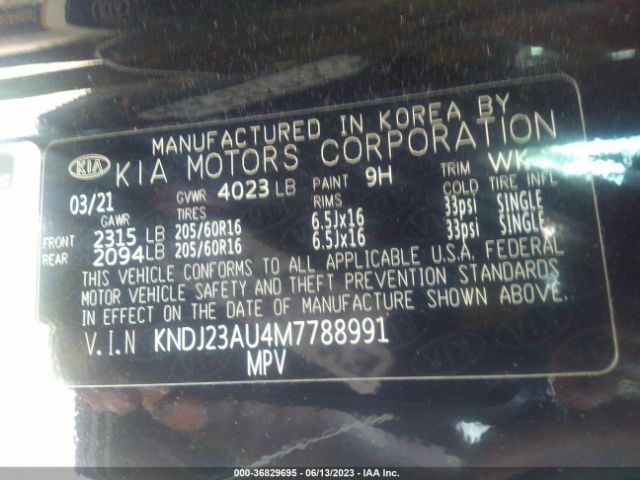 MANUFACTURED IN KOREA BY
KIA KIA MOTORS CORPORATION
03/21 GVWR 4023 LB PAINT 9H TRIM WK
GAWR TIRES RIMS COLD TIRE INFL
FRONT 2315 LB 205/60R16 6.5Jx16 33psi SINGLE
REAR 2094 LB 205/60R16 6.5Jx16 33psi SINGLE
THIS VEHICLE CONFORMS TO ALL APPLICABLE U.S.A. FEDERAL
MOTOR VEHICLE SAFETY AND THEFT PREVENTION STANDARDS
IN EFFECT ON THE DATE OF MANUFACTURE SHOWN ABOVE.
V.I.N KNDJ23AU4M7788991
MPV
000-36829695 - 06/13/2023 - IAA Inc.